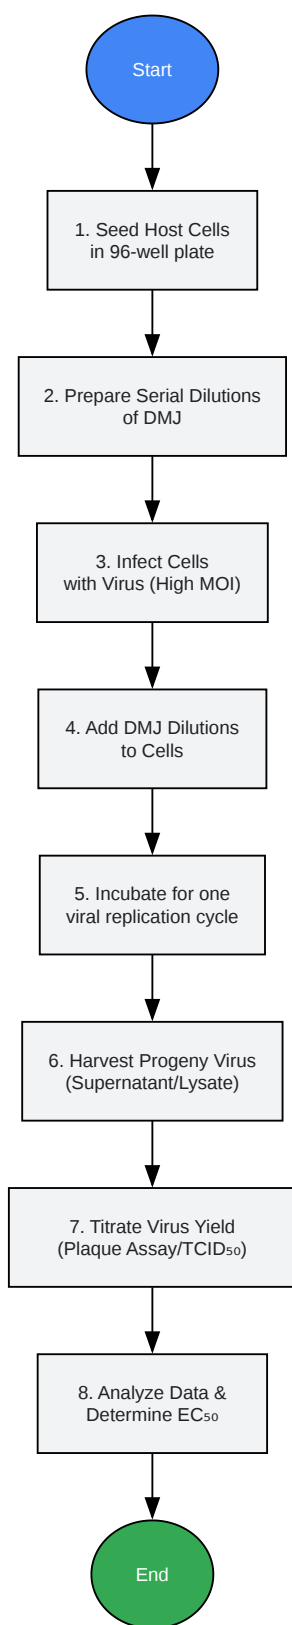 Start
1. Seed Host Cells
in 96-well plate
2. Prepare Serial Dilutions
of DMJ
3. Infect Cells
with Virus (High MOI)
4. Add DMJ Dilutions
to Cells
5. Incubate for one
viral replication cycle
6. Harvest Progeny Virus
(Supernatant/Lysate)
7. Titrate Virus Yield
(Plaque Assay/TCID₅₀)
8. Analyze Data &
Determine EC₅₀
End